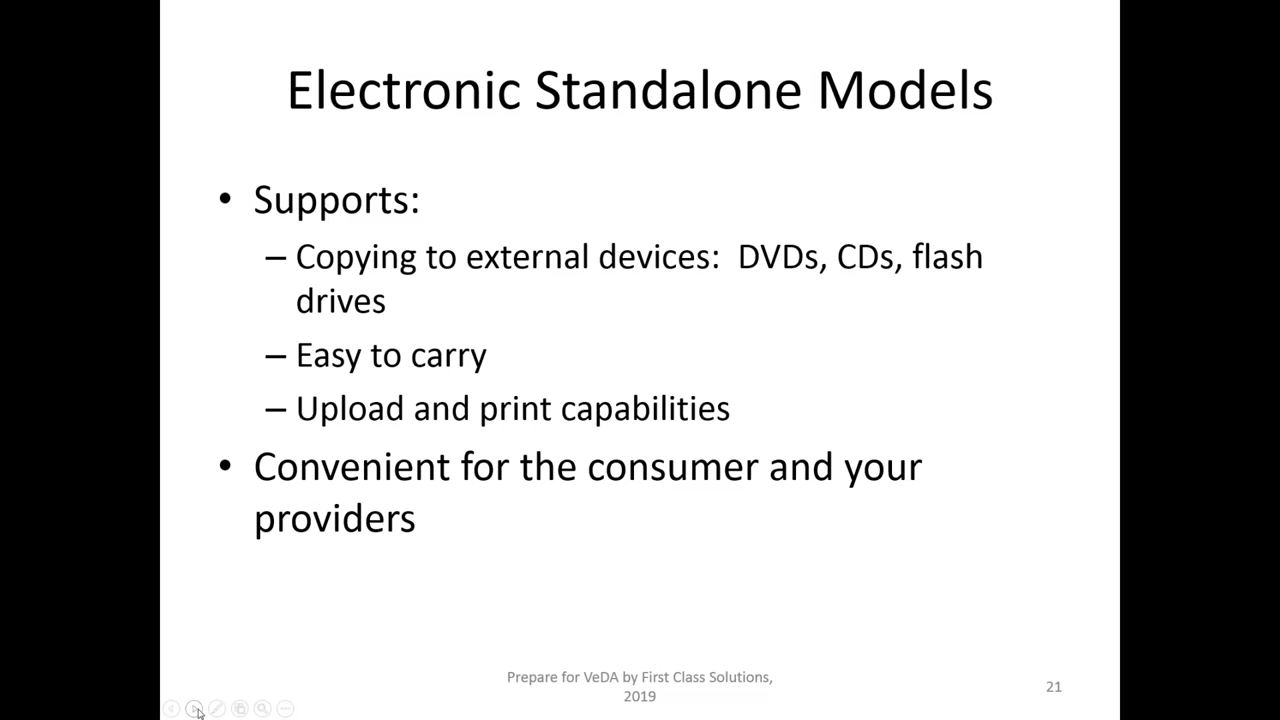 Electronic Standalone Models
• Supports:
– Copying to external devices:  DVDs, CDs, flash
drives
– Easy to carry
– Upload and print capabilities
• Convenient for the consumer and your
providers
Prepare for VeDA by First Class Solutions,
2019
21